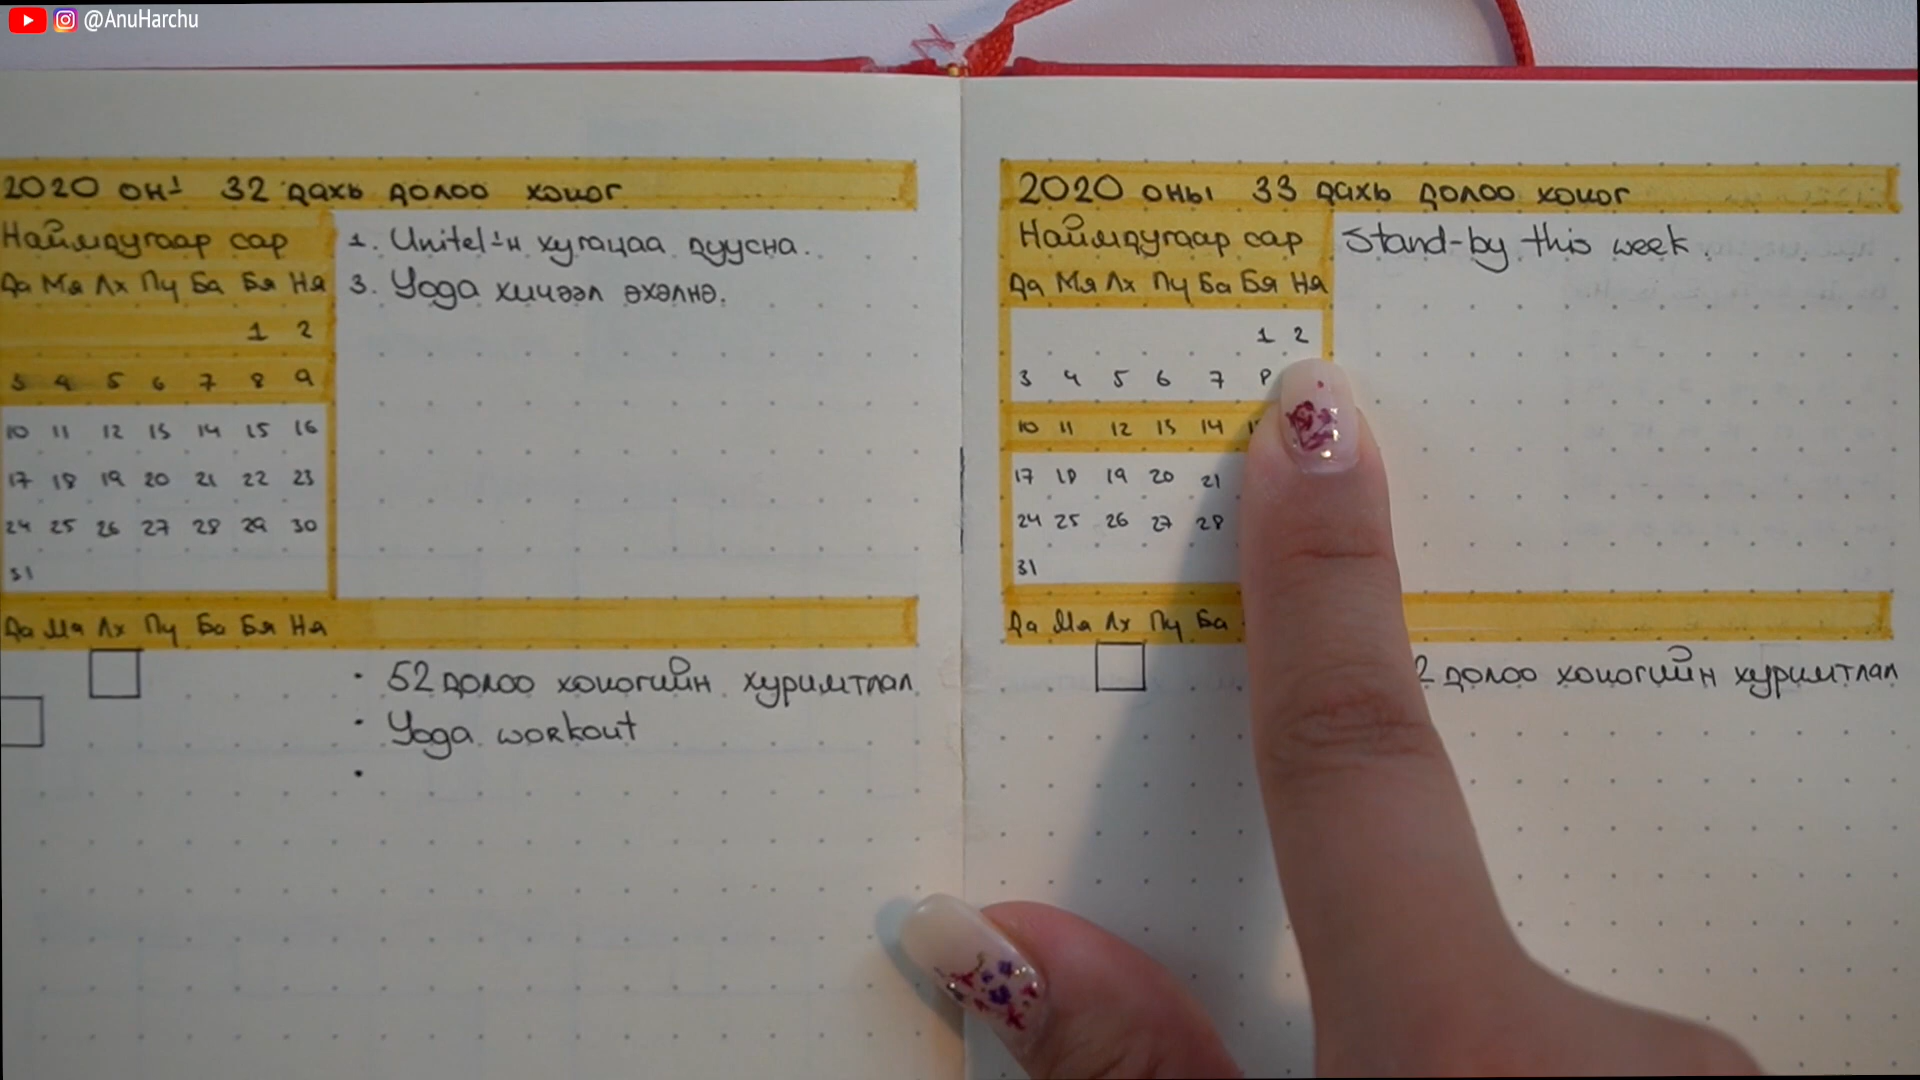 @AnuHarchu
2020 оны 32 дахь долоо хоног
Наймдугаар сар
Да Мя Лх Пү Ба Бя Ня
1 2
3 4 5 6 7 8 9
10 11 12 13 14 15 16
17 18 19 20 21 22 23
24 25 26 27 28 29 30
31
1. Unitel-н хугацаа дуусна.
3. Yoga хичээл эхэлнэ.
Да Мя Лх Пү Ба Бя Ня
• 52 долоо хоногийн хуримтлал
• Yoga workout
•
2020 оны 33 дахь долоо хоног
Наймдугаар сар
Да Мя Лх Пү Ба Бя Ня
1 2
3 4 5 6 7 8
10 11 12 13 14
17 18 19 20 21
24 25 26 27 28
31
Stand-by this week.
Да Мя Лх Пү Ба
2 долоо хоногийн хуримтлал